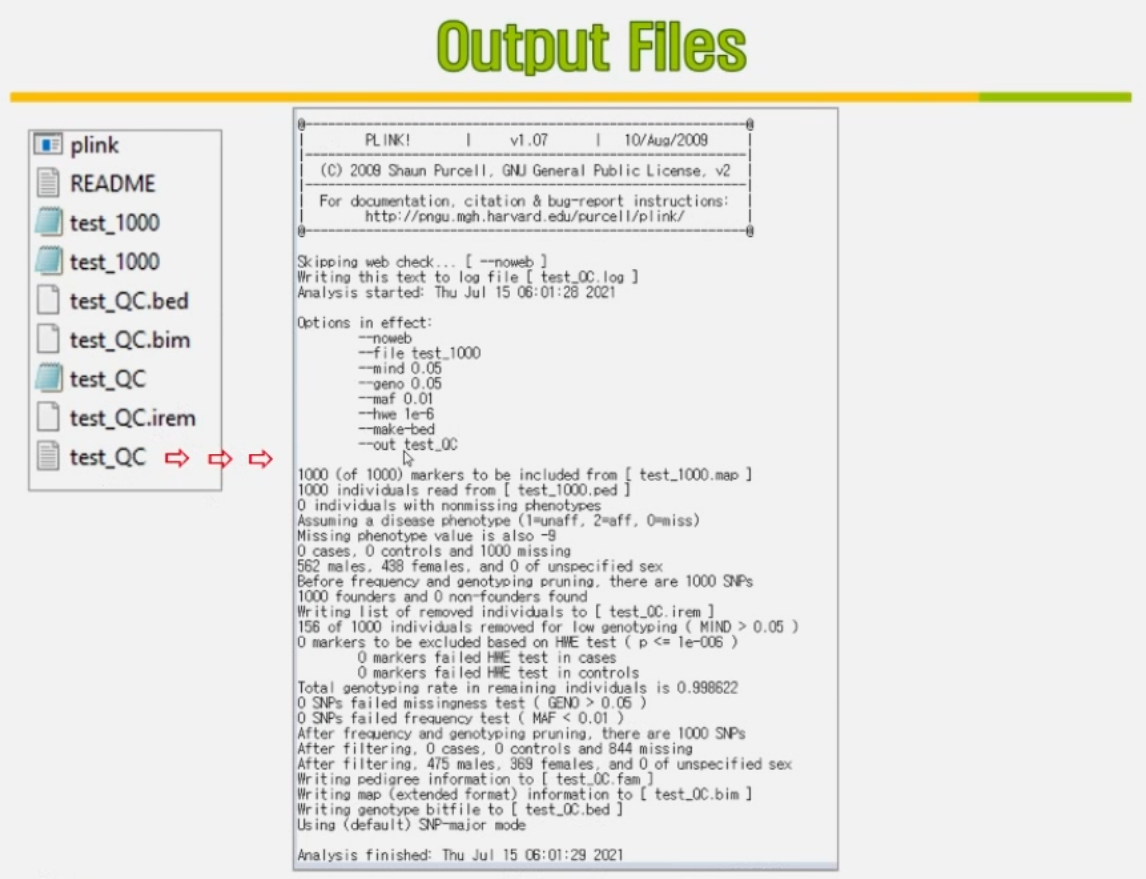 Output Files
plink
README
test_1000
test_1000
test_QC.bed
test_QC.bim
test_QC
test_QC.irem
test_QC
PLINK! | v1.07 | 10/Aug/2009
(C) 2009 Shaun Purcell, GNU General Public License, v2
For documentation, citation & bug-report instructions:
http://pngu.mgh.harvard.edu/purcell/plink/
Skipping web check... [ --noweb ]
Writing this text to log file [ test_QC.log ]
Analysis started: Thu Jul 15 06:01:28 2021
Options in effect:
--noweb
--file test_1000
--mind 0.05
--geno 0.05
--maf 0.01
--hwe 1e-6
--make-bed
--out test_QC
1000 (of 1000) markers to be included from [ test_1000.map ]
1000 individuals read from [ test_1000.ped ]
0 individuals with nonmissing phenotypes
Assuming a disease phenotype (1=unaff, 2=aff, 0=miss)
Missing phenotype value is also -9
0 cases, 0 controls and 1000 missing
562 males, 438 females, and 0 of unspecified sex
Before frequency and genotyping pruning, there are 1000 SNPs
1000 founders and 0 non-founders found
Writing list of removed individuals to [ test_QC.irem ]
156 of 1000 individuals removed for low genotyping ( MIND > 0.05 )
0 markers to be excluded based on HWE test ( p <= 1e-006 )
0 markers failed HWE test in cases
0 markers failed HWE test in controls
Total genotyping rate in remaining individuals is 0.998622
0 SNPs failed missingness test ( GENO > 0.05 )
0 SNPs failed frequency test ( MAF < 0.01 )
After frequency and genotyping pruning, there are 1000 SNPs
After filtering, 0 cases, 0 controls and 844 missing
After filtering, 475 males, 369 females, and 0 of unspecified sex
Writing pedigree information to [ test_QC.fam ]
Writing map (extended format) information to [ test_QC.bim ]
Writing genotype bitfile to [ test_QC.bed ]
Using (default) SNP-major mode
Analysis finished: Thu Jul 15 06:01:29 2021